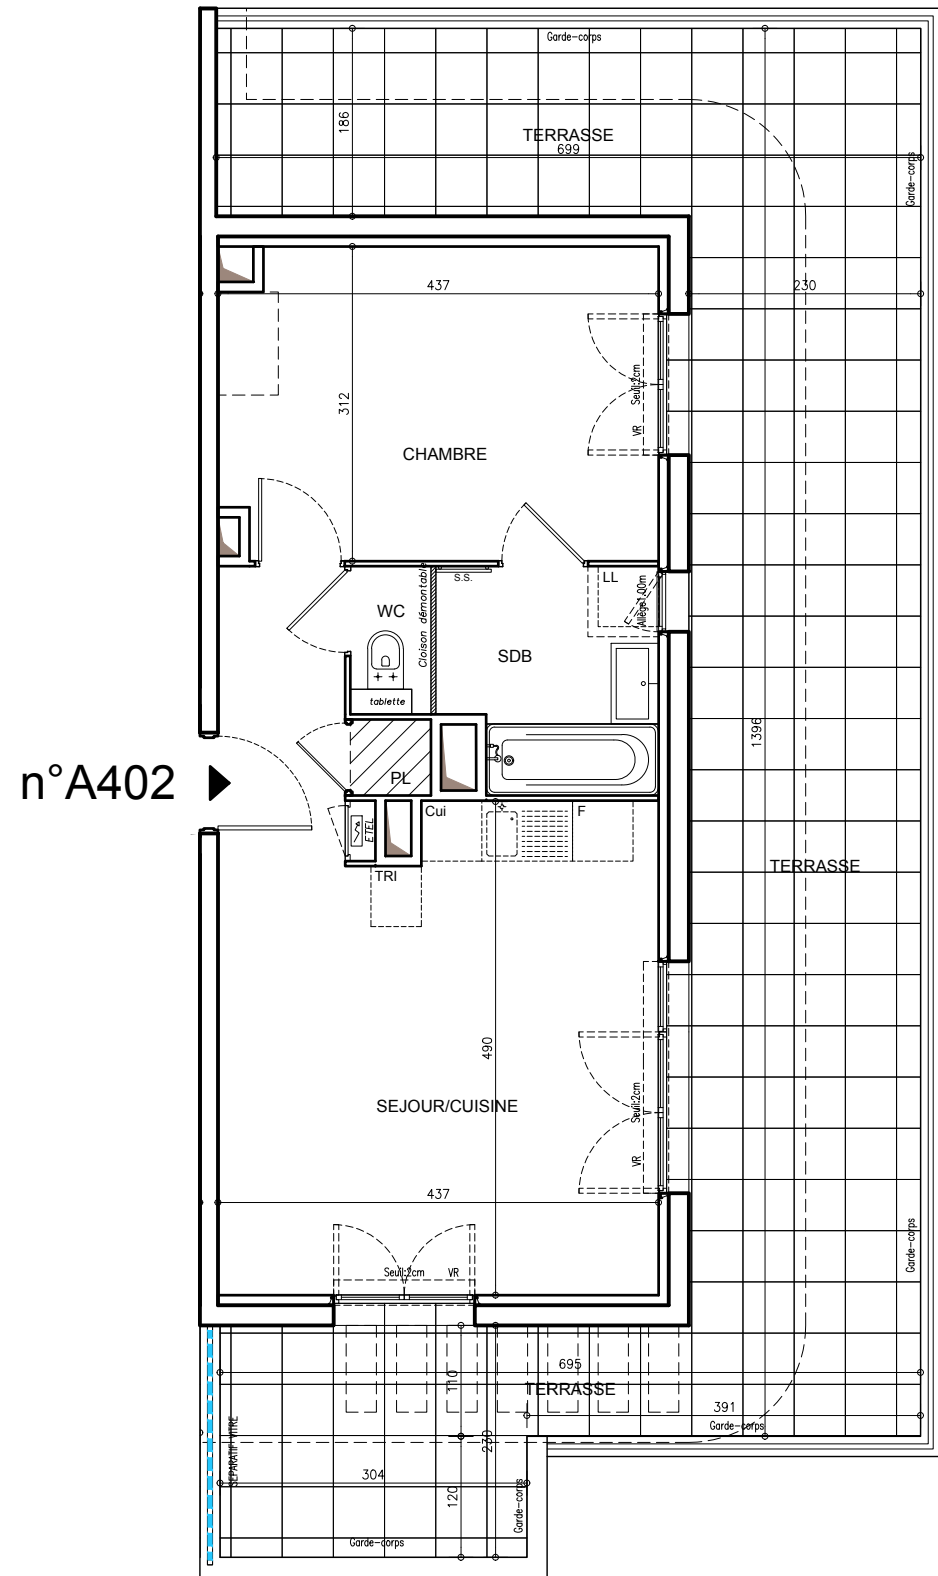 Garde-corps
186
TERRASSE
699
Garde-corps
437
230
312
Seuil:2cm
VR
CHAMBRE
S.S.
LL
Allège1.00m
WC
Cloison démontable
SDB
tablette
1396
n°A402
PL
ETEL
Cui
F
TRI
TERRASSE
490
Seuil:2cm
VR
SEJOUR/CUISINE
437
Garde-corps
Seuil:2cm
VR
695
110
TERRASSE
391
Garde-corps
230
SEPARATIF VITRE
304
120
Garde-corps
Garde-corps